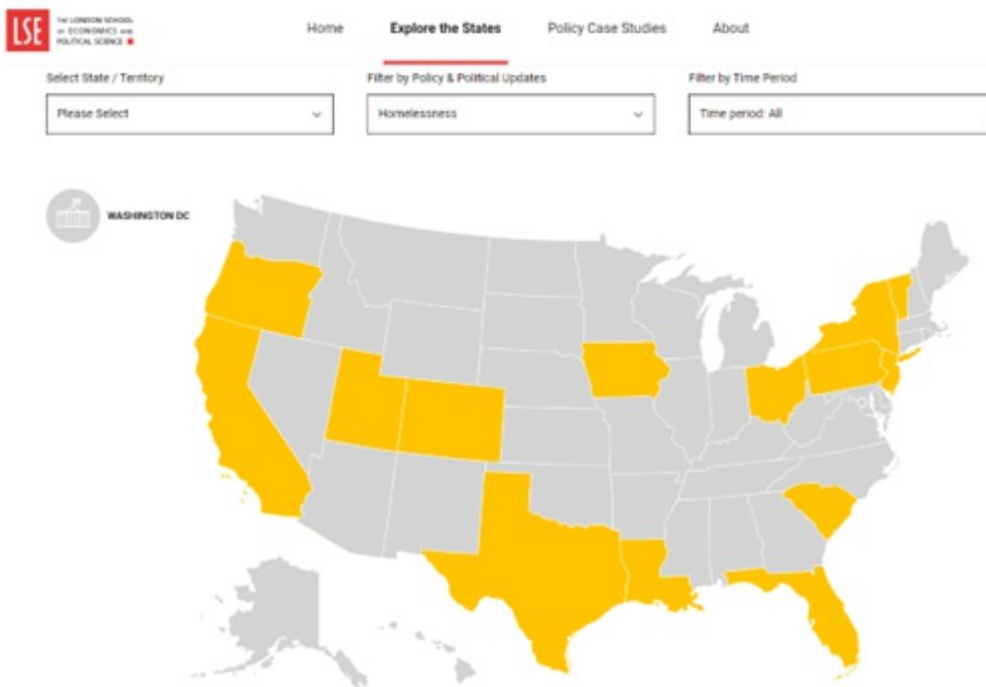 LSE
THE LONDON SCHOOL
OF ECONOMICS AND
POLITICAL SCIENCE
Home
Explore the States
Policy Case Studies
About
Select State / Territory
Filter by Policy & Political Updates
Filter by Time Period
Please Select
Homelessness
Time period: All
WASHINGTON DC